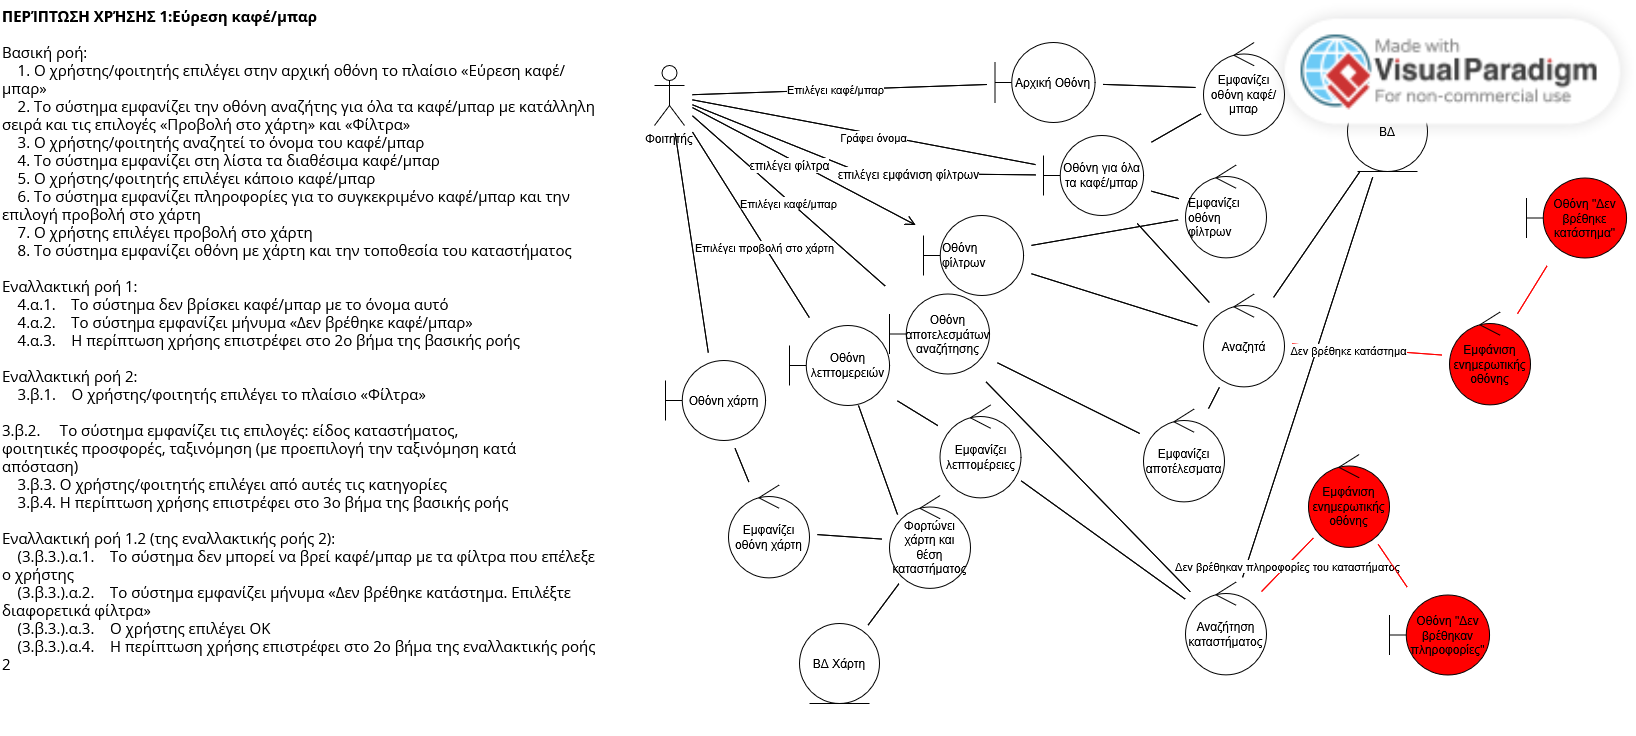 ΠΕΡΊΠΤΩΣΗ ΧΡΉΣΗΣ 1:Εύρεση καφέ/μπαρ
Βασική ροή:
1. Ο χρήστης/φοιτητής επιλέγει στην αρχική οθόνη το πλαίσιο «Εύρεση καφέ/
μπαρ»
2. Το σύστημα εμφανίζει την οθόνη αναζήτης για όλα τα καφέ/μπαρ με κατάλληλη
σειρά και τις επιλογές «Προβολή στο χάρτη» και «Φίλτρα»
3. Ο χρήστης/φοιτητής αναζητεί το όνομα του καφέ/μπαρ
4. Το σύστημα εμφανίζει στη λίστα τα διαθέσιμα καφέ/μπαρ
5. Ο χρήστης/φοιτητής επιλέγει κάποιο καφέ/μπαρ
6. Το σύστημα εμφανίζει πληροφορίες για το συγκεκριμένο καφέ/μπαρ και την
επιλογή προβολή στο χάρτη
7. Ο χρήστης επιλέγει προβολή στο χάρτη
8. Το σύστημα εμφανίζει οθόνη με χάρτη και την τοποθεσία του καταστήματος
Εναλλακτική ροή 1:
4.α.1. Το σύστημα δεν βρίσκει καφέ/μπαρ με το όνομα αυτό
4.α.2. Το σύστημα εμφανίζει μήνυμα «Δεν βρέθηκε καφέ/μπαρ»
4.α.3. Η περίπτωση χρήσης επιστρέφει στο 2ο βήμα της βασικής ροής
Εναλλακτική ροή 2:
3.β.1. Ο χρήστης/φοιτητής επιλέγει το πλαίσιο «Φίλτρα»
3.β.2. Το σύστημα εμφανίζει τις επιλογές: είδος καταστήματος,
φοιτητικές προσφορές, ταξινόμηση (με προεπιλογή την ταξινόμηση κατά
απόσταση)
3.β.3. Ο χρήστης/φοιτητής επιλέγει από αυτές τις κατηγορίες
3.β.4. Η περίπτωση χρήσης επιστρέφει στο 3ο βήμα της βασικής ροής
Εναλλακτική ροή 1.2 (της εναλλακτικής ροής 2):
(3.β.3.).α.1. Το σύστημα δεν μπορεί να βρεί καφέ/μπαρ με τα φίλτρα που επέλεξε
ο χρήστης
(3.β.3.).α.2. Το σύστημα εμφανίζει μήνυμα «Δεν βρέθηκε κατάστημα. Επιλέξτε
διαφορετικά φίλτρα»
(3.β.3.).α.3. Ο χρήστης επιλέγει ΟΚ
(3.β.3.).α.4. Η περίπτωση χρήσης επιστρέφει στο 2ο βήμα της εναλλακτικής ροής
2
Φοιτητής
Επιλέγει καφέ/μπαρ
Αρχική Οθόνη
Εμφανίζει
οθόνη καφέ/
μπαρ
Made with
Visual Paradigm
For non-commercial use
ΒΔ
Γράφει όνομα
επιλέγει φίλτρα
επιλέγει εμφάνιση φίλτρων
Οθόνη για όλα
τα καφέ/μπαρ
Επιλέγει καφέ/μπαρ
Εμφανίζει
οθόνη
φίλτρων
Οθόνη "Δεν
βρέθηκε
κατάστημα"
Επιλέγει προβολή στο χάρτη
Οθόνη
φίλτρων
Οθόνη
αποτελεσμάτων
αναζήτησης
Αναζητά
Δεν βρέθηκε κατάστημα
Εμφάνιση
ενημερωτικής
οθόνης
Οθόνη
λεπτομερειών
Οθόνη χάρτη
Εμφανίζει
λεπτομέρειες
Εμφανίζει
αποτελέσματα
Εμφάνιση
ενημερωτικής
οθόνης
Εμφανίζει
οθόνη χάρτη
Φορτώνει
χάρτη και
θέση
καταστήματος
Δεν βρέθηκαν πληροφορίες του καταστήματος
Αναζήτηση
καταστήματος
Οθόνη "Δεν
βρέθηκαν
πληροφορίες"
ΒΔ Χάρτη